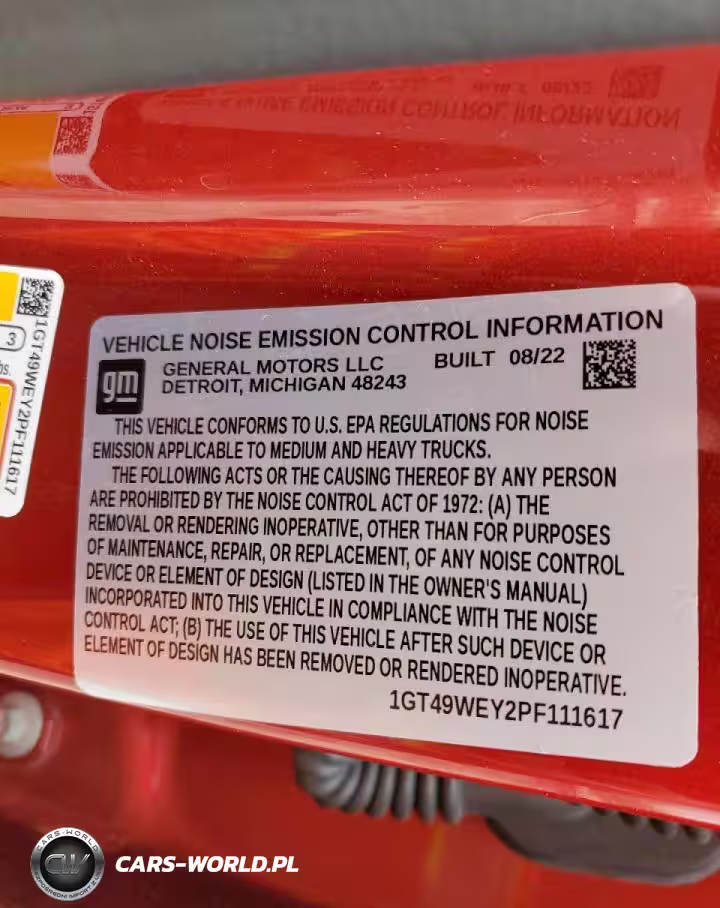 VEHICLE NOISE EMISSION CONTROL INFORMATION
gm
GENERAL MOTORS LLC
DETROIT, MICHIGAN 48243
BUILT 08/22
THIS VEHICLE CONFORMS TO U.S. EPA REGULATIONS FOR NOISE
EMISSION APPLICABLE TO MEDIUM AND HEAVY TRUCKS.
THE FOLLOWING ACTS OR THE CAUSING THEREOF BY ANY PERSON
ARE PROHIBITED BY THE NOISE CONTROL ACT OF 1972: (A) THE
REMOVAL OR RENDERING INOPERATIVE, OTHER THAN FOR PURPOSES
OF MAINTENANCE, REPAIR, OR REPLACEMENT, OF ANY NOISE CONTROL
DEVICE OR ELEMENT OF DESIGN (LISTED IN THE OWNER'S MANUAL)
INCORPORATED INTO THIS VEHICLE IN COMPLIANCE WITH THE NOISE
CONTROL ACT; (B) THE USE OF THIS VEHICLE AFTER SUCH DEVICE OR
ELEMENT OF DESIGN HAS BEEN REMOVED OR RENDERED INOPERATIVE.
1GT49WEY2PF111617
3
bs.
1GT49WEY2PF111617
CARS-WORLD
CW
CARS-WORLD.PL